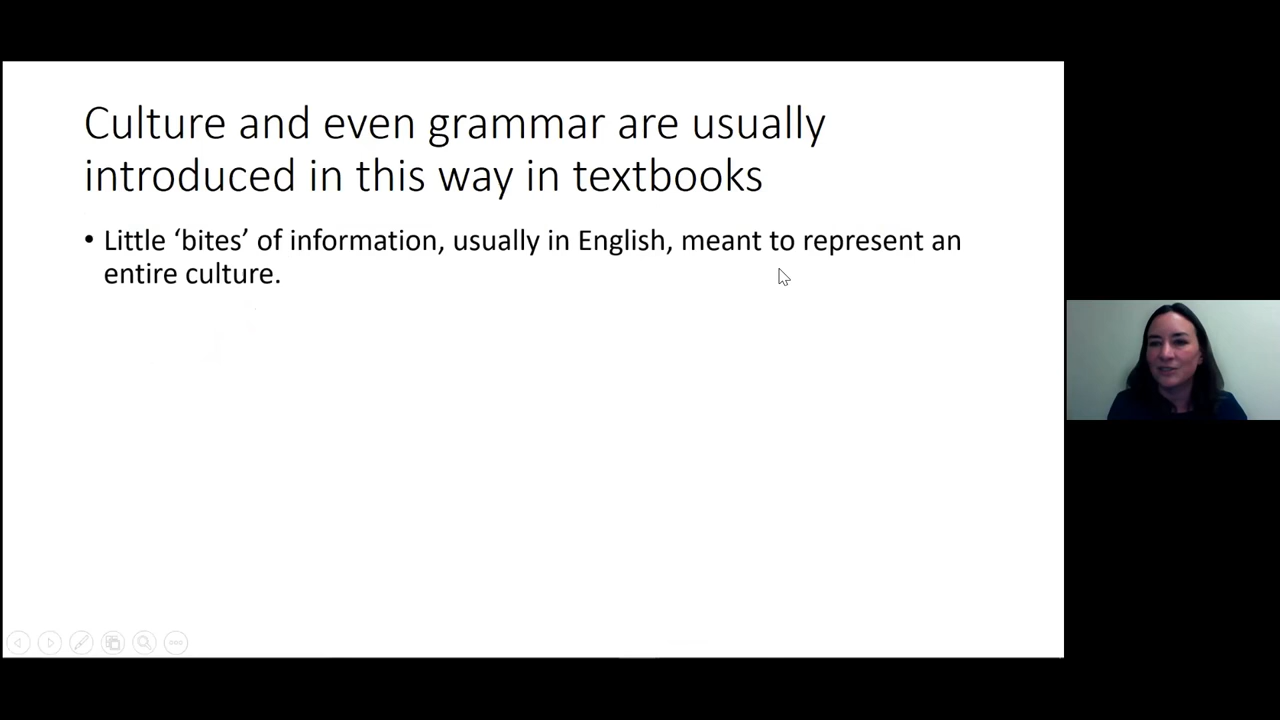 Culture and even grammar are usually
introduced in this way in textbooks
• Little ‘bites’ of information, usually in English, meant to represent an
entire culture.